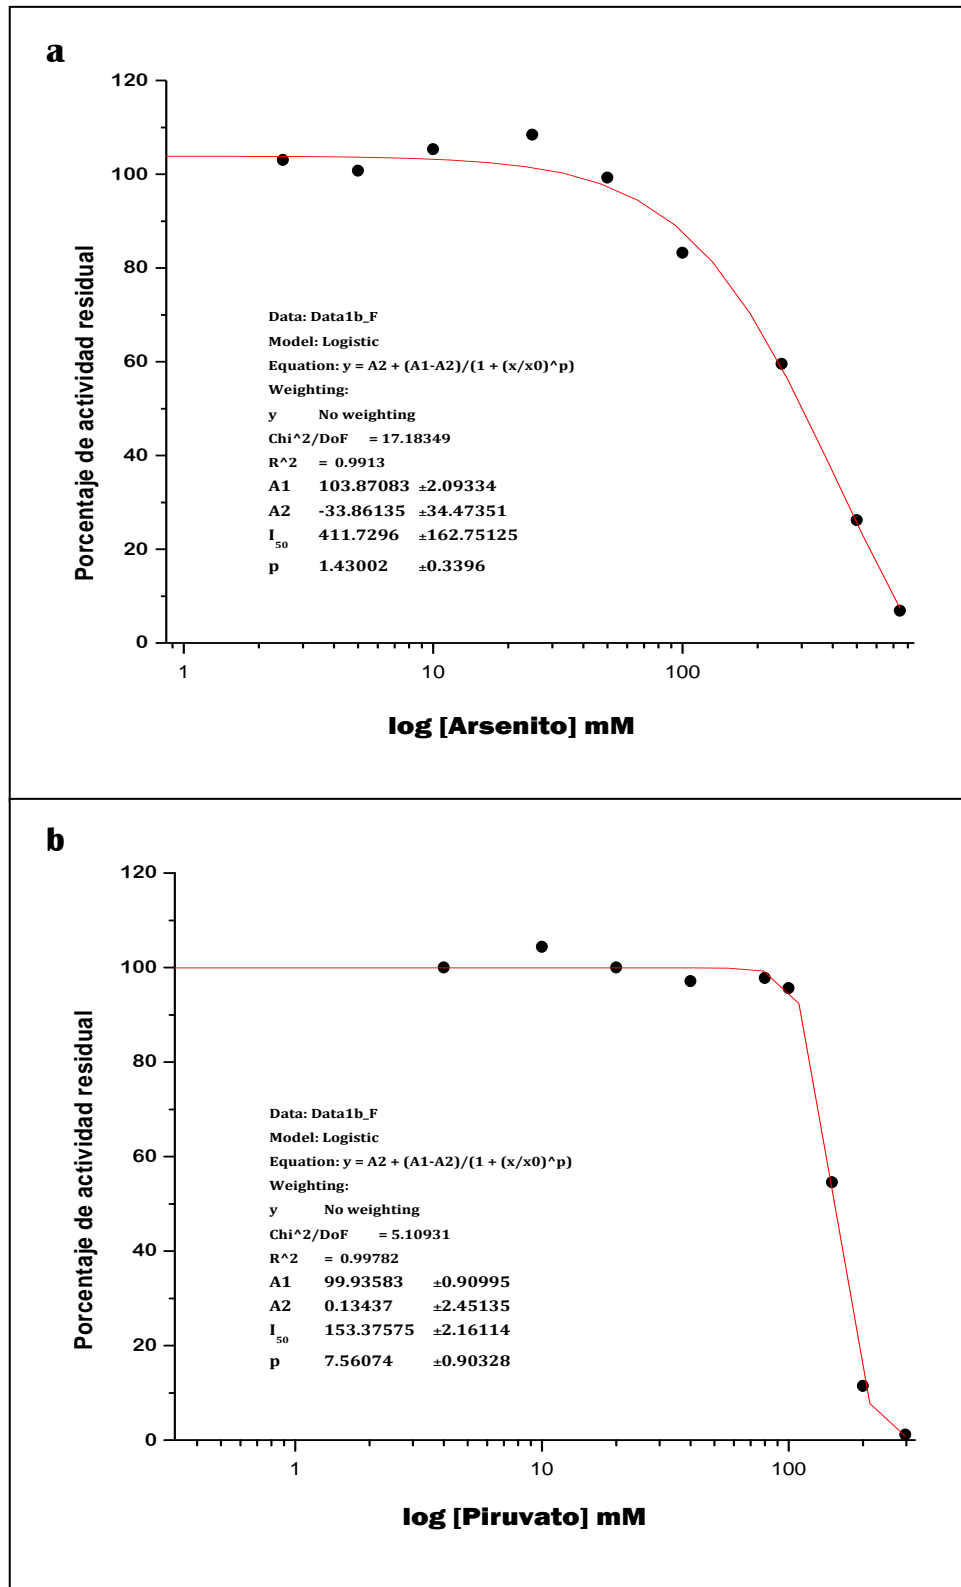 a
120
100
80
60
40
20
0
Porcentaje de actividad residual
Data: Data1b_F
Model: Logistic
Equation: y = A2 + (A1-A2)/(1 + (x/x0)^p)
Weighting:
y No weighting
Chi^2/DoF = 17.18349
R^2 = 0.9913
A1 103.87083 ±2.09334
A2 -33.86135 ±34.47351
I50 411.7296 ±162.75125
p 1.43002 ±0.3396
1 10 100
log [Arsenito] mM
b
120
100
80
60
40
20
0
Porcentaje de actividad residual
Data: Data1b_F
Model: Logistic
Equation: y = A2 + (A1-A2)/(1 + (x/x0)^p)
Weighting:
y No weighting
Chi^2/DoF = 5.10931
R^2 = 0.99782
A1 99.93583 ±0.90995
A2 0.13437 ±2.45135
I50 153.37575 ±2.16114
p 7.56074 ±0.90328
1 10 100
log [Piruvato] mM